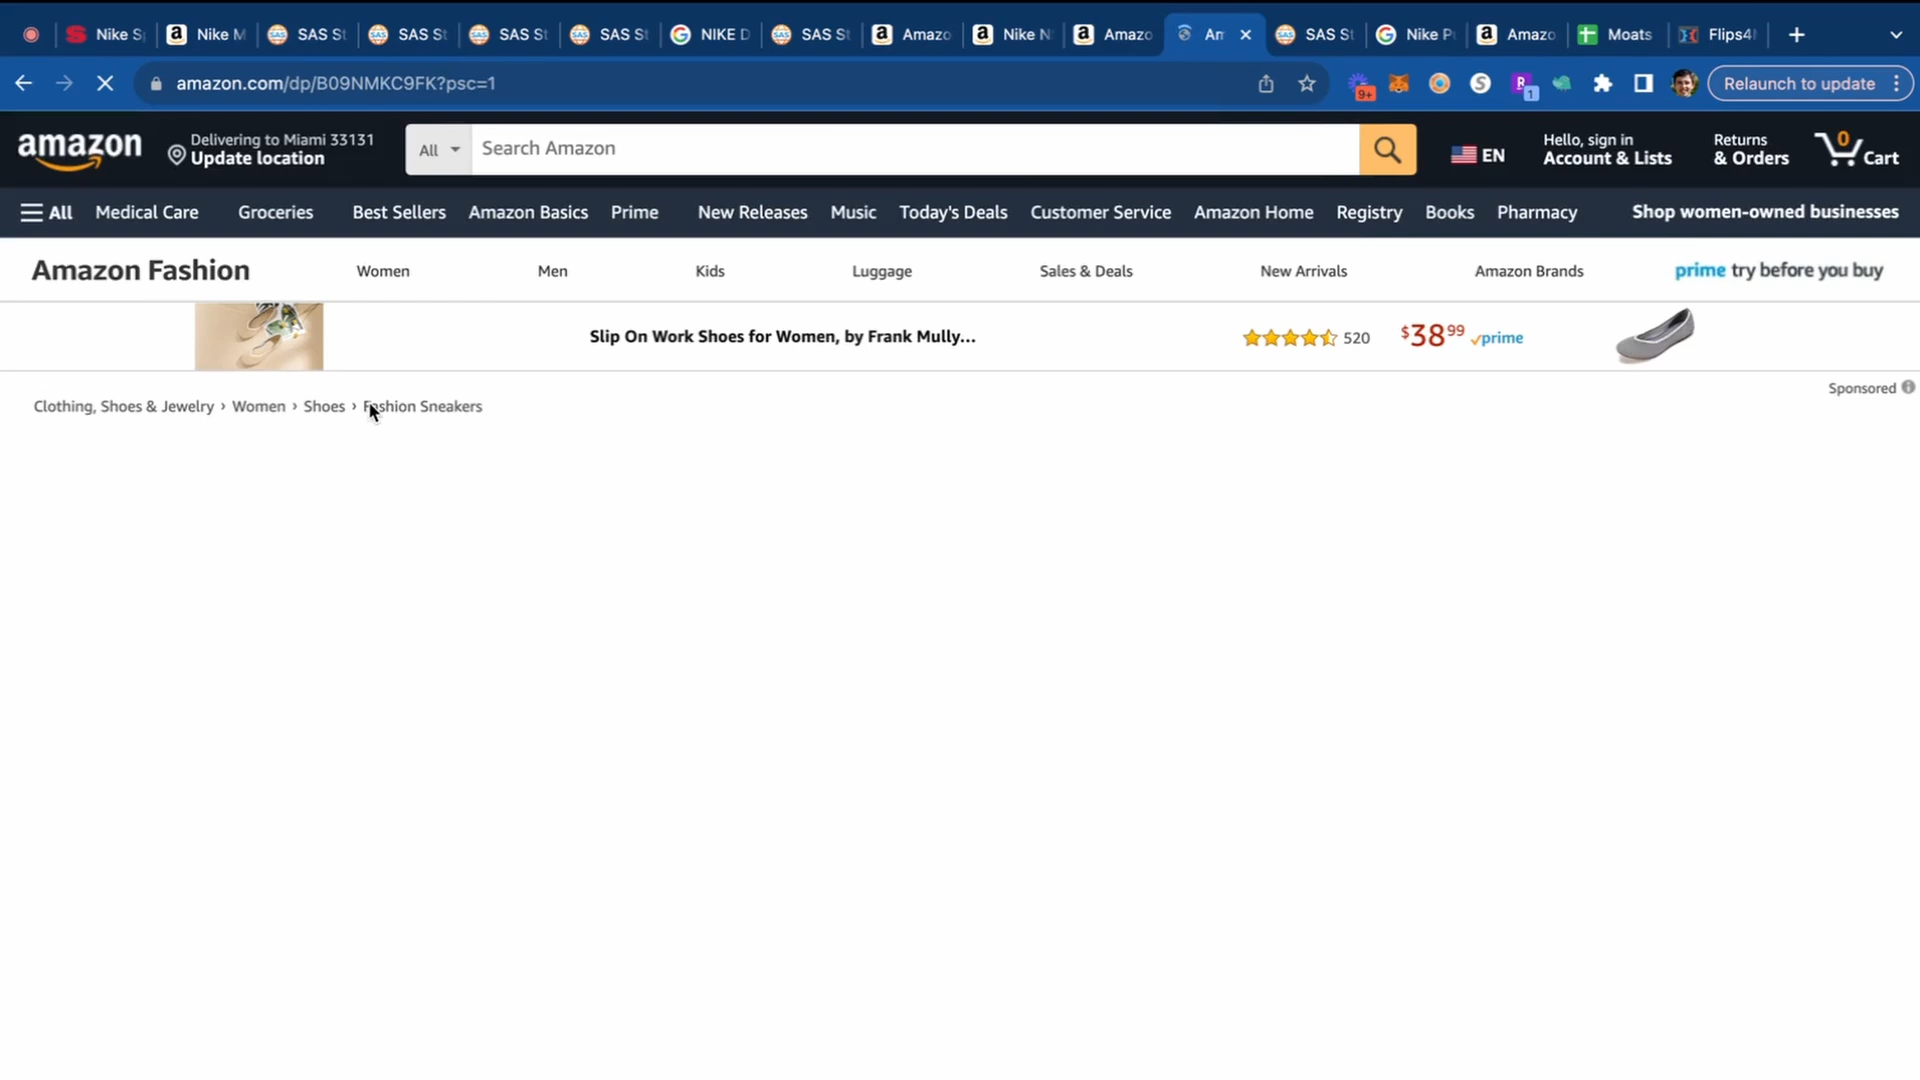 Nike S
Nike M
SAS St
SAS St
SAS St
SAS St
NIKE D
SAS St
Amazo
Nike N
Amazo
An
SAS St
Nike P
Amazo
Moats
Flips4
amazon.com/dp/B09NMKC9FK?psc=1
9+
1
Relaunch to update
amazon
Delivering to Miami 33131
Update location
All
Search Amazon
EN
Hello, sign in
Account & Lists
Returns
& Orders
0
Cart
All
Medical Care
Groceries
Best Sellers
Amazon Basics
Prime
New Releases
Music
Today's Deals
Customer Service
Amazon Home
Registry
Books
Pharmacy
Shop women-owned businesses
Amazon Fashion
Women
Men
Kids
Luggage
Sales & Deals
New Arrivals
Amazon Brands
prime try before you buy
Slip On Work Shoes for Women, by Frank Mully...
520
$38 99
prime
Sponsored
Clothing, Shoes & Jewelry › Women › Shoes › Fashion Sneakers